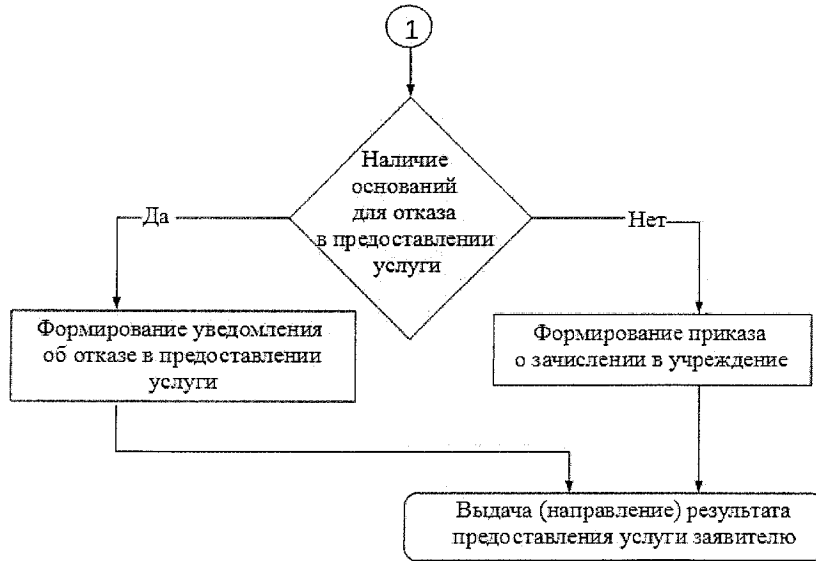 1
Наличие
оснований
для отказа
в предоставлении
услуги
Да
Нет
Формирование уведомления
об отказе в предоставлении
услуги
Формирование приказа
о зачислении в учреждение
Выдача (направление) результата
предоставления услуги заявителю